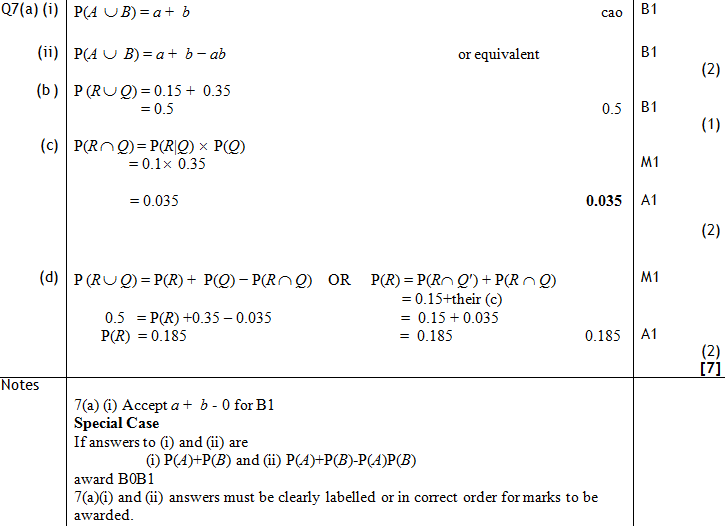 Q7(a) (i) P(A ∪ B) = a + b cao B1
(ii) P(A ∪ B) = a + b − ab or equivalent B1
(2)
(b) P (R ∪ Q) = 0.15 + 0.35
= 0.5 0.5 B1
(1)
(c) P(R ∩ Q) = P(R|Q) × P(Q)
= 0.1 × 0.35 M1
= 0.035 0.035 A1
(2)
(d) P (R ∪ Q) = P(R) + P(Q) − P(R ∩ Q) OR P(R) = P(R ∩ Q') + P(R ∩ Q) M1
= 0.15+their (c)
0.5 = P(R) +0.35 − 0.035 = 0.15 + 0.035
P(R) = 0.185 = 0.185 0.185 A1
(2)
[7]
Notes
7(a) (i) Accept a + b - 0 for B1
Special Case
If answers to (i) and (ii) are
(i) P(A)+P(B) and (ii) P(A)+P(B)-P(A)P(B)
award B0B1
7(a)(i) and (ii) answers must be clearly labelled or in correct order for marks to be
awarded.